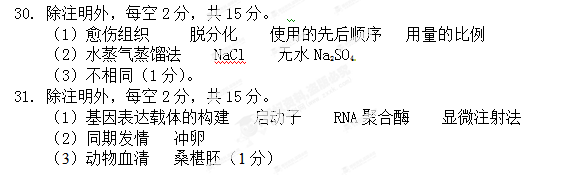 30. 除注明外，每空2分，共15分。
（1）愈伤组织 脱分化 使用的先后顺序 用量的比例
（2）水蒸气蒸馏法 NaCl 无水Na₂SO₄
（3）不相同（1分）。
31. 除注明外，每空2分，共15分。
（1）基因表达载体的构建 启动子 RNA聚合酶 显微注射法
（2）同期发情 冲卵
（3）动物血清 桑椹胚（1分）